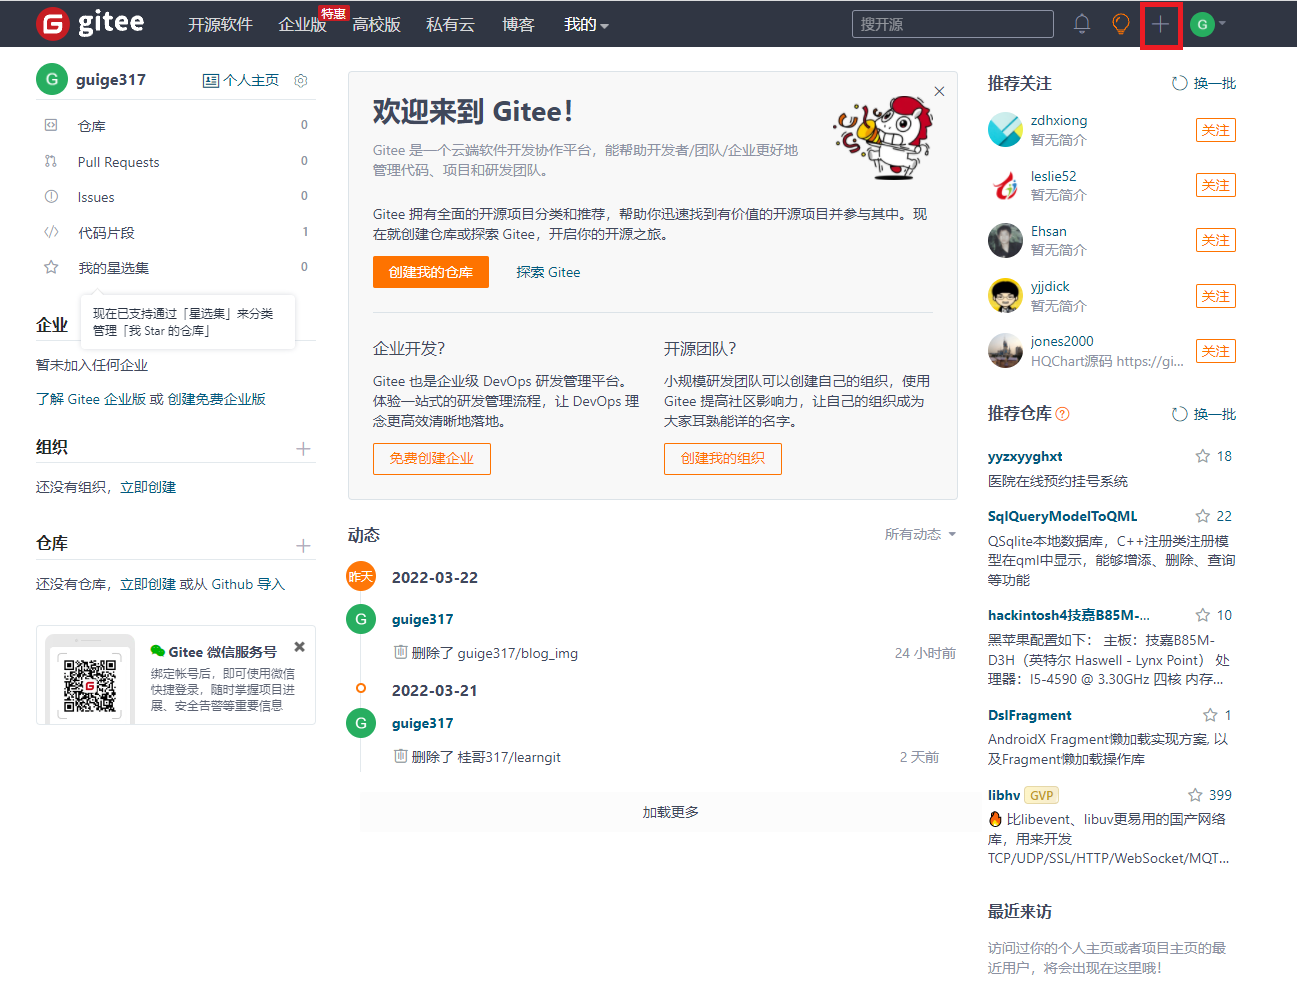 gitee
开源软件
企业版
特惠
高校版
私有云
博客
我的
搜开源
G
G
guige317
个人主页
仓库 0
Pull Requests 0
Issues 0
代码片段 1
我的星选集 0
现在已支持通过「星选集」来分类
管理「我 Star 的仓库」
企业
暂未加入任何企业
了解 Gitee 企业版 或 创建免费企业版
组织
还没有组织，立即创建
仓库
还没有仓库，立即创建 或从 Github 导入
Gitee 微信服务号
绑定帐号后，即可使用微信
快捷登录，随时掌握项目进
展、安全告警等重要信息
欢迎来到 Gitee！
Gitee 是一个云端软件开发协作平台，能帮助开发者/团队/企业更好地
管理代码、项目和研发团队。
Gitee 拥有全面的开源项目分类和推荐，帮助你迅速找到有价值的开源项目并参与其中。现
在就创建仓库或探索 Gitee，开启你的开源之旅。
创建我的仓库
探索 Gitee
企业开发？
Gitee 也是企业级 DevOps 研发管理平台。
体验一站式的研发管理流程，让 DevOps 理
念更高效清晰地落地。
免费创建企业
开源团队？
小规模研发团队可以创建自己的组织，使用
Gitee 提高社区影响力，让自己的组织成为
大家耳熟能详的名字。
创建我的组织
动态
所有动态
昨天
2022-03-22
G
guige317
删除了 guige317/blog_img
24 小时前
2022-03-21
G
guige317
删除了 桂哥317/learngit
2 天前
加载更多
推荐关注
换一批
zdhxiong
暂无简介
关注
leslie52
暂无简介
关注
Ehsan
暂无简介
关注
yjjdick
暂无简介
关注
jones2000
HQChart源码 https://gi...
关注
推荐仓库
换一批
yyzxyyghxt 18
医院在线预约挂号系统
SqlQueryModelToQML 22
QSqlite本地数据库，C++注册类注册模
型在qml中显示，能够增添、删除、查询
等功能
hackintosh4技嘉B85M-... 10
黑苹果配置如下： 主板：技嘉B85M-
D3H（英特尔 Haswell - Lynx Point） 处
理器：I5-4590 @ 3.30GHz 四核 内存...
DslFragment 1
AndroidX Fragment懒加载实现方案, 以
及Fragment懒加载操作库
libhv GVP 399
比libevent、libuv更易用的国产网络
库，用来开发
TCP/UDP/SSL/HTTP/WebSocket/MQT...
最近来访
访问过你的个人主页或者项目主页的最
近用户，将会出现在这里哦！